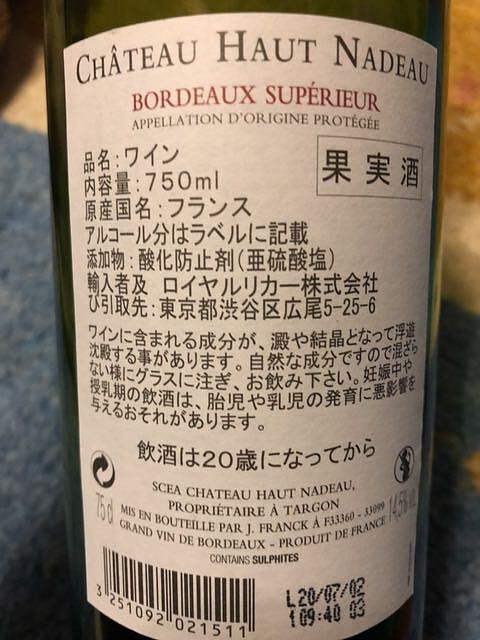 CHÂTEAU HAUT NADEAU
BORDEAUX SUPÉRIEUR
APPELLATION D'ORIGINE PROTÉGÉE
品名:ワイン
果実酒
内容量:750ml
原産国名:フランス
アルコール分はラベルに記載
添加物:酸化防止剤(亜硫酸塩)
輸入者及 ロイヤルリカー株式会社
び引取先:東京都渋谷区広尾5-25-6
ワインに含まれる成分が、澱や結晶となって浮遊
沈殿する事があります。自然な成分ですので混ざら
ない様にグラスに注ぎ、お飲み下さい。妊娠中や
授乳期の飲酒は、胎児や乳児の発育に悪影響を
与えるおそれがあります。
飲酒は20歳になってから
SCEA CHATEAU HAUT NADEAU,
PROPRIÉTAIRE À TARGON
MIS EN BOUTEILLE PAR J. FRANCK À F33360 - 33099
GRAND VIN DE BORDEAUX - PRODUIT DE FRANCE
CONTAINS SULPHITES
75 cl
14,5%
3 251092 021511
L20/07/02
109:40 03